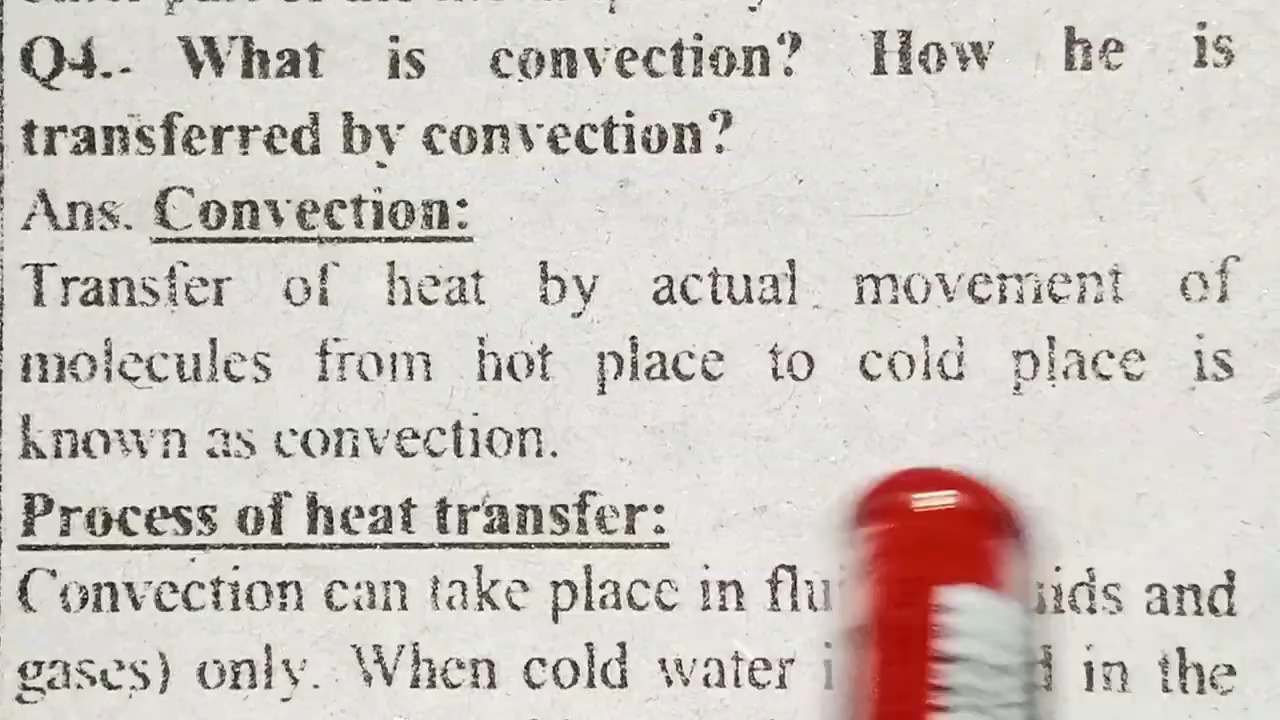 Q4.. What is convection? How he is
transferred by convection?
Ans. Convection:
Transfer of heat by actual movement of
molecules from hot place to cold place is
known as convection.
Process of heat transfer:
Convection can take place in and
gases) only. When cold water in the